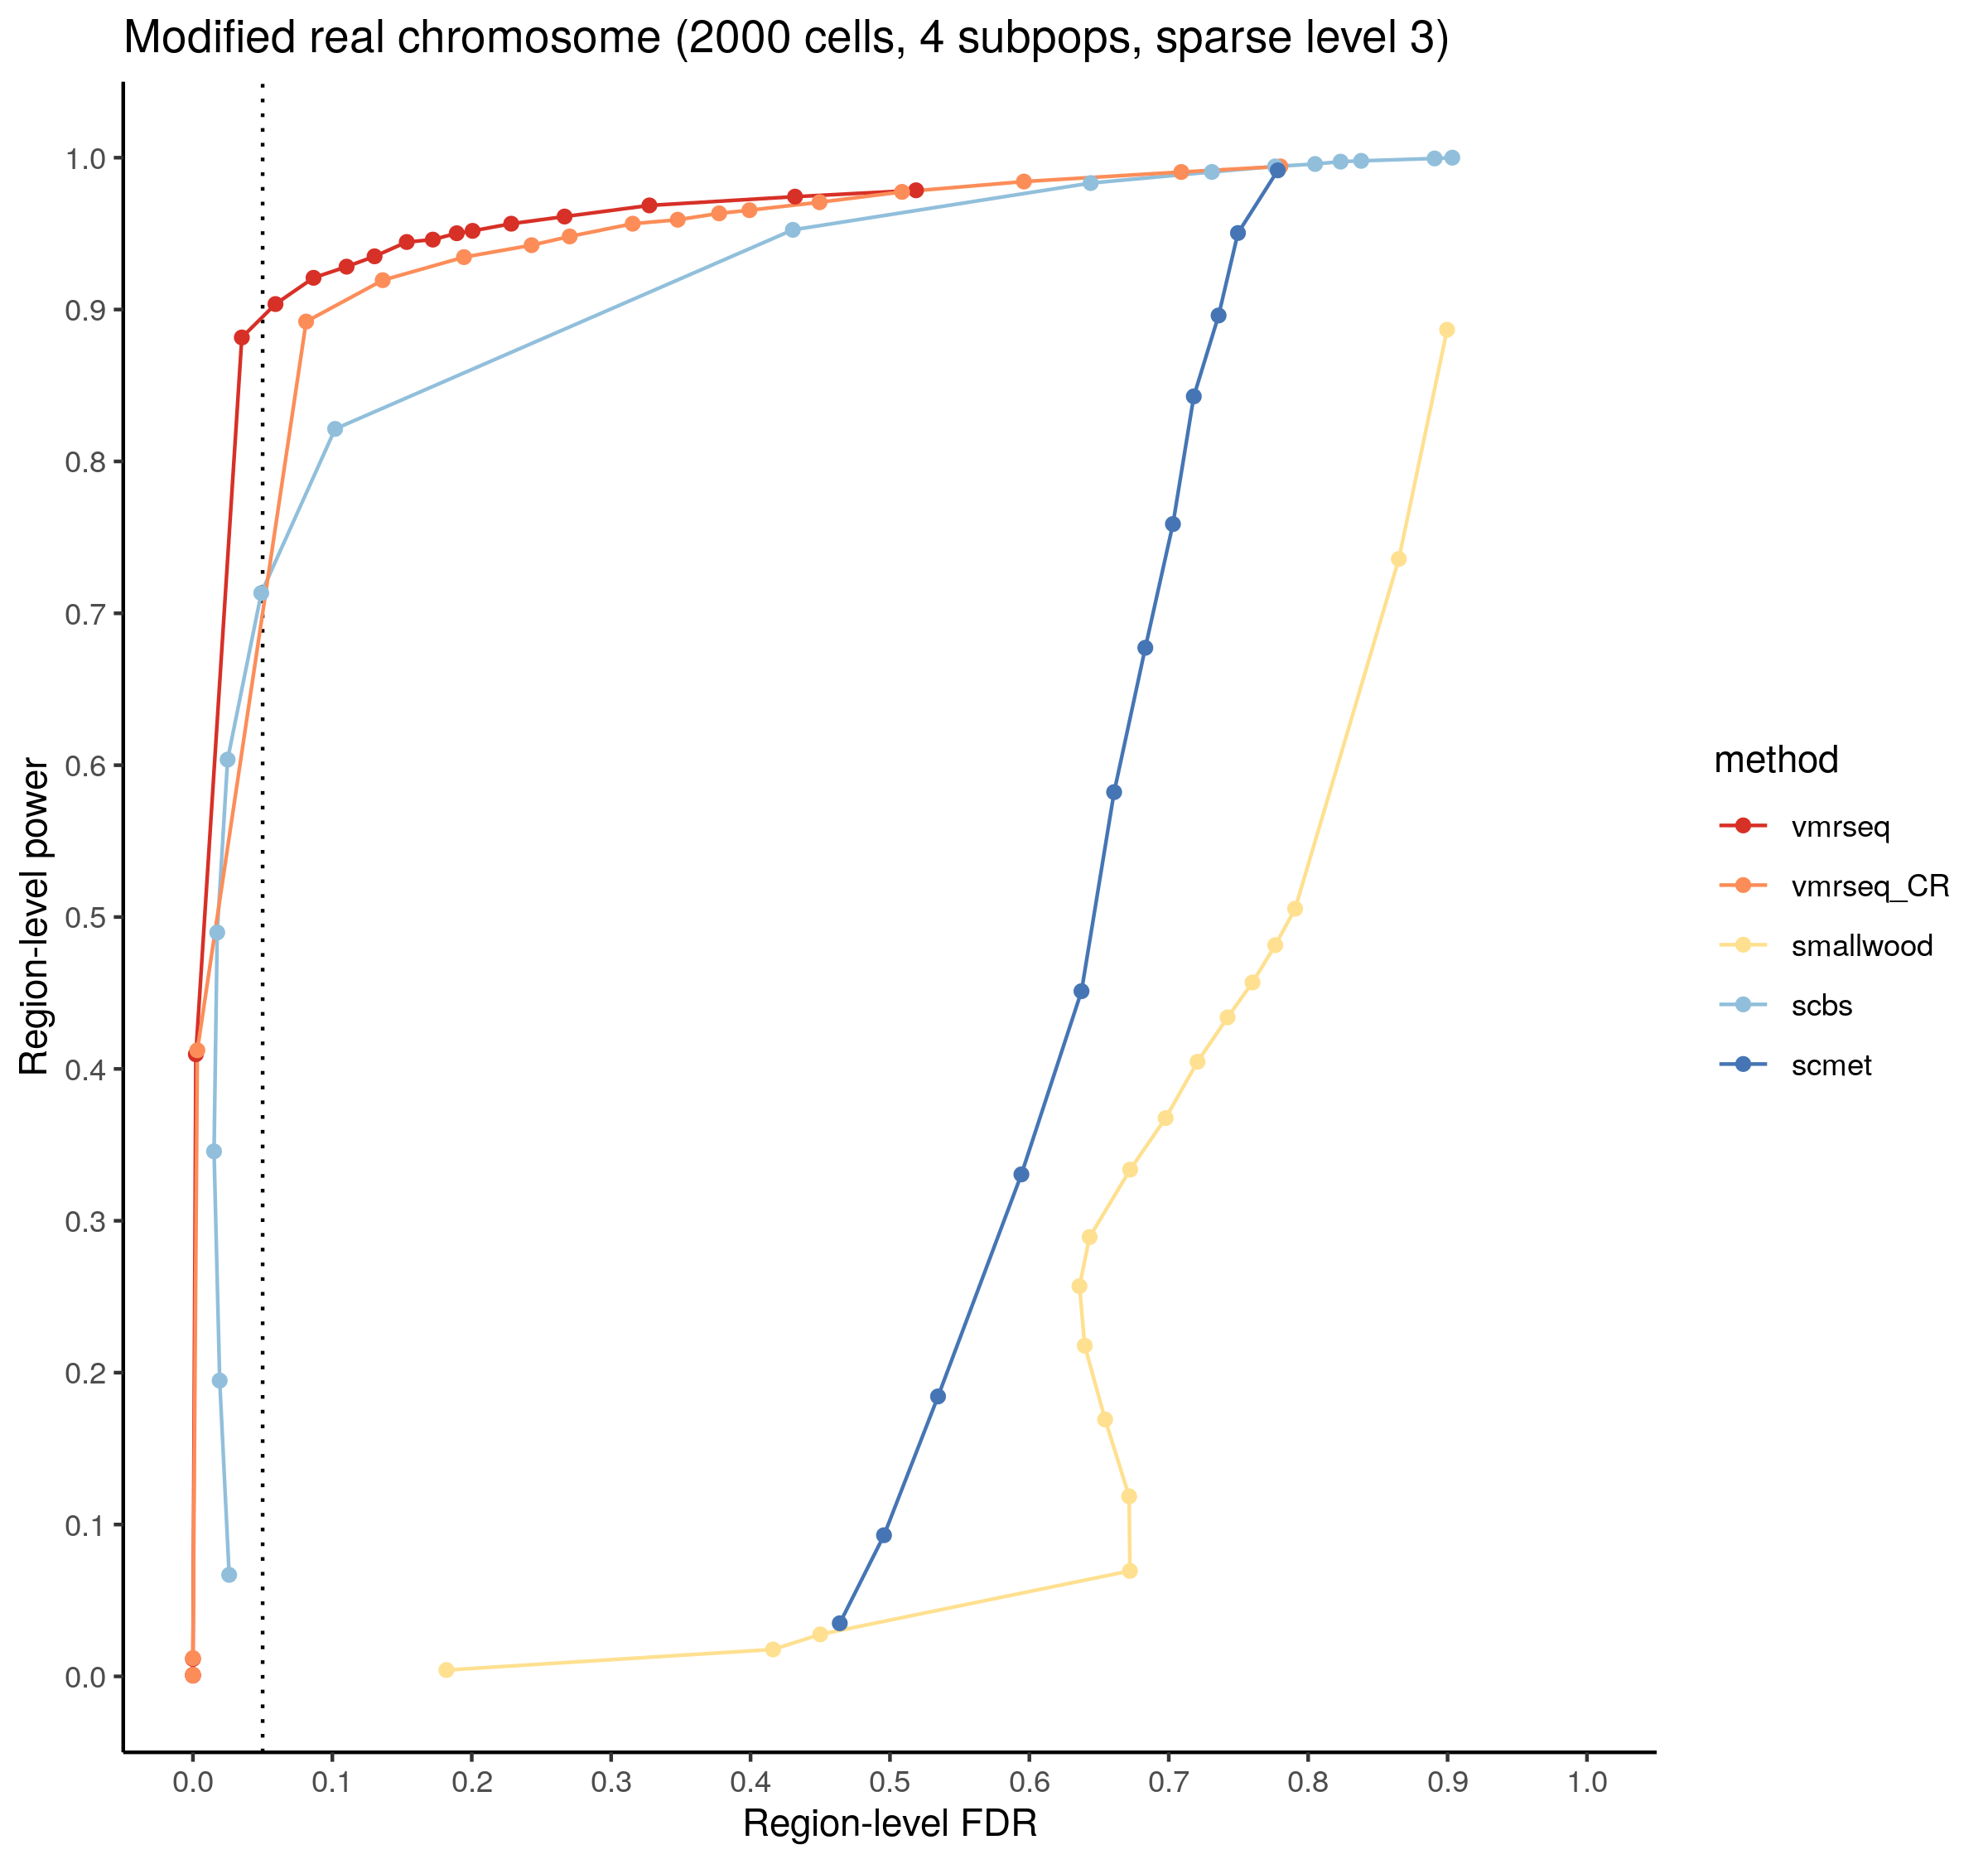 Modified real chromosome (2000 cells, 4 subpops, sparse level 3)
Region-level power
1.0
0.9
0.8
0.7
0.6
0.5
0.4
0.3
0.2
0.1
0.0
0.0 0.1 0.2 0.3 0.4 0.5 0.6 0.7 0.8 0.9 1.0
Region-level FDR
method
vmrseq
vmrseq_CR
smallwood
scbs
scmet